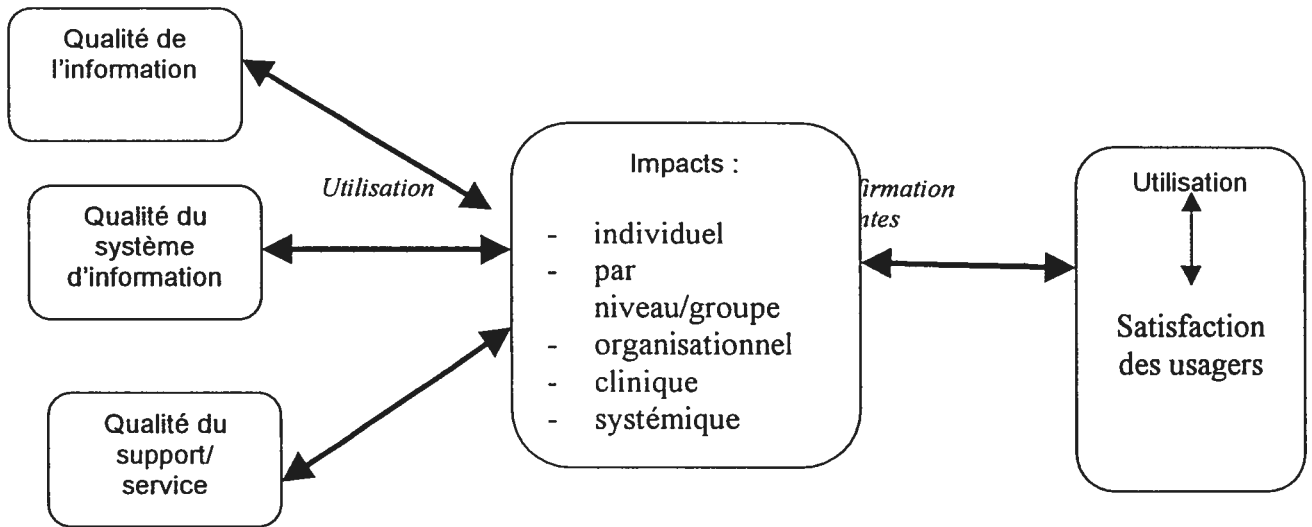 Qualité de
l'information
Utilisation
Qualité du
système
d'information
Qualité du
support/
service
Impacts :
- individuel
- par
niveau/groupe
- organisationnel
- clinique
- systémique
Utilisation
Satisfaction
des usagers